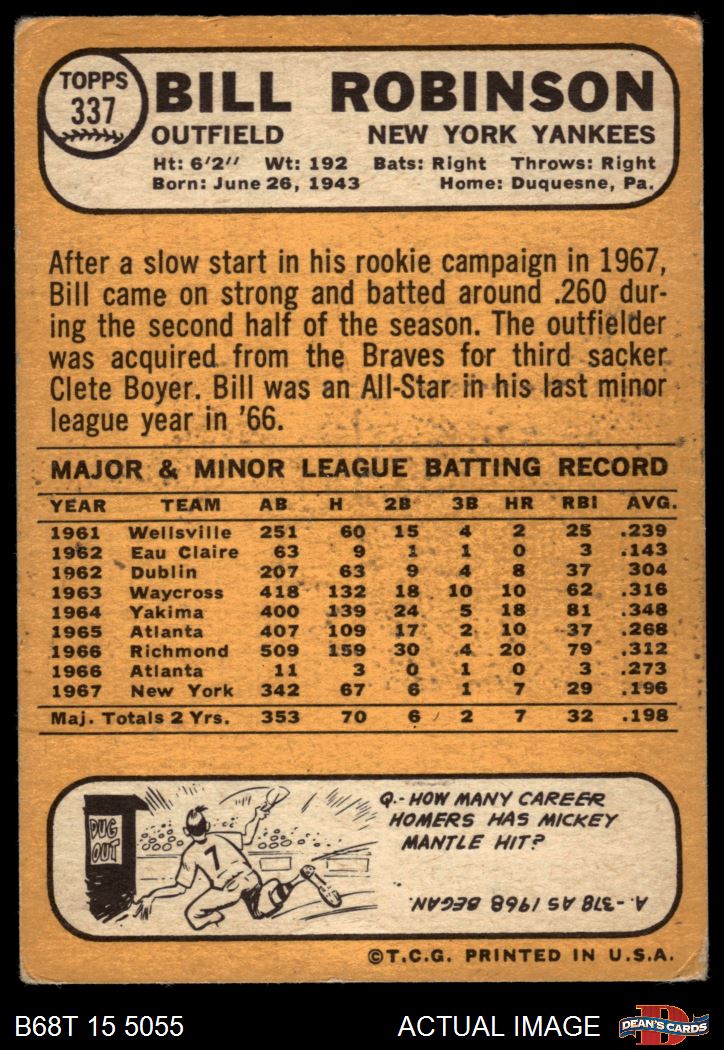 TOPPS
337
BILL ROBINSON
OUTFIELD NEW YORK YANKEES
Ht: 6'2" Wt: 192 Bats: Right Throws: Right
Born: June 26, 1943 Home: Duquesne, Pa.
After a slow start in his rookie campaign in 1967,
Bill came on strong and batted around .260 dur-
ing the second half of the season. The outfielder
was acquired from the Braves for third sacker
Clete Boyer. Bill was an All-Star in his last minor
league year in '66.
MAJOR & MINOR LEAGUE BATTING RECORD
YEAR TEAM AB H 2B 3B HR RBI AVG.
1961 Wellsville 251 60 15 4 2 25 .239
1962 Eau Claire 63 9 1 1 0 3 .143
1962 Dublin 207 63 9 4 8 37 304
1963 Waycross 418 132 18 10 10 62 .316
1964 Yakima 400 139 24 5 18 81 .348
1965 Atlanta 407 109 17 2 10 37 .268
1966 Richmond 509 159 30 4 20 79 .312
1966 Atlanta 11 3 0 1 0 3 .273
1967 New York 342 67 6 1 7 29 .196
Maj. Totals 2 Yrs. 353 70 6 2 7 32 .198
DUG
OUT
7
Q.- HOW MANY CAREER
HOMERS HAS MICKEY
MANTLE HIT?
A.- 378 AS 1968 BEGAN.
©T.C.G. PRINTED IN U.S.A.
B68T 15 5055 ACTUAL IMAGE
D
DEAN'S CARDS